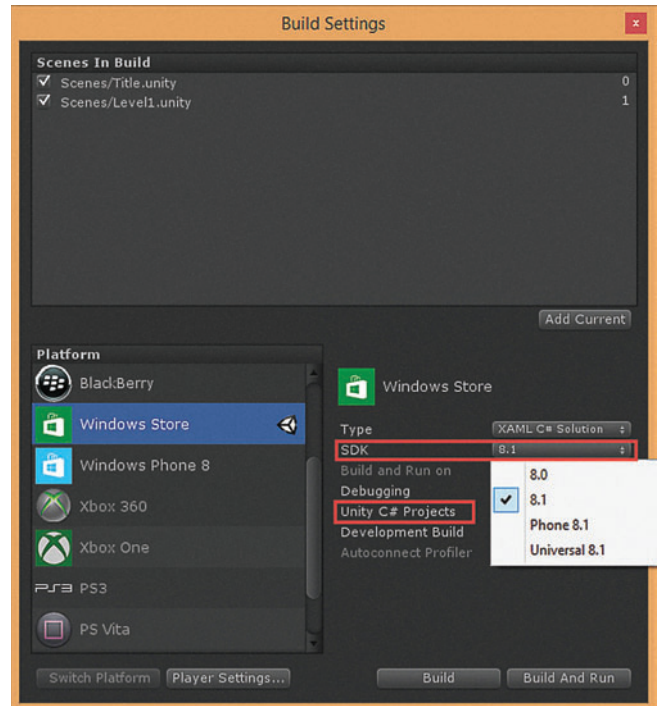 Build Settings
x
Scenes In Build
Scenes/Title.unity 0
Scenes/Level1.unity 1
Add Current
Platform
BlackBerry
Windows Store
Windows Phone 8
Xbox 360
Xbox One
PS3 PS3
PS Vita
Windows Store
Type XAML C# Solution
SDK 8.1
Build and Run on
Debugging
Unity C# Projects
Development Build
Autoconnect Profiler
8.0
8.1
Phone 8.1
Universal 8.1
Switch Platform Player Settings... Build Build And Run